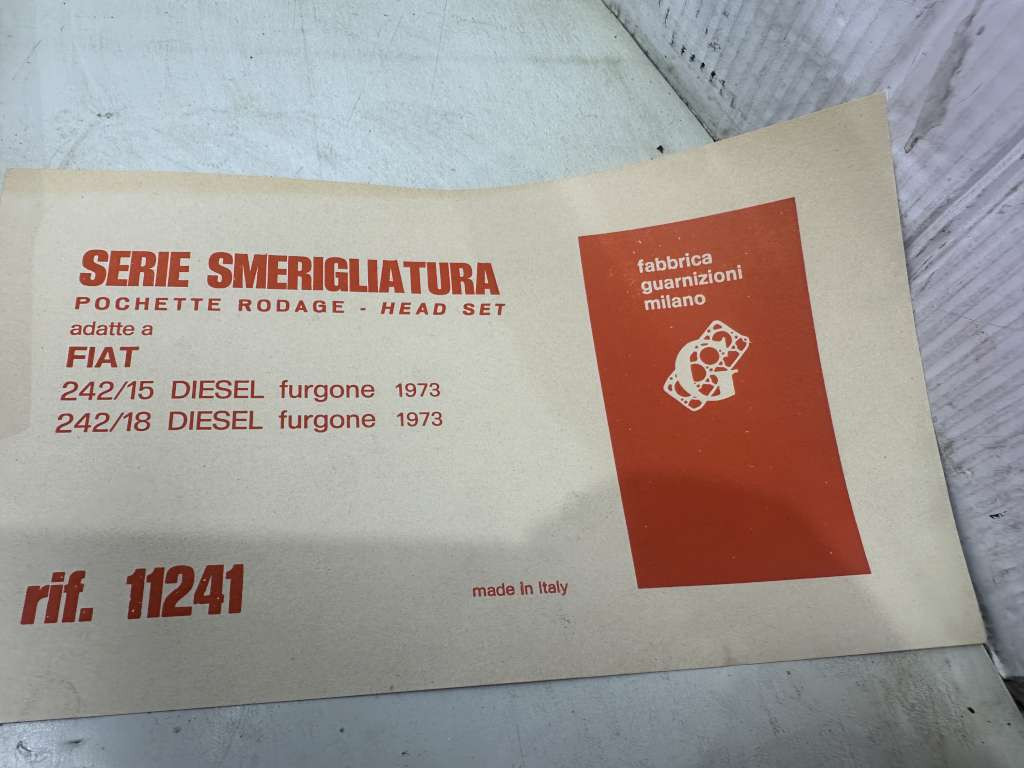 SERIE SMERIGLIATURA
POCHETTE RODAGE - HEAD SET
adatte a
FIAT
242/15 DIESEL furgone 1973
242/18 DIESEL furgone 1973
rif. 11241
made in Italy
fabbrica
guarnizioni
milano
G